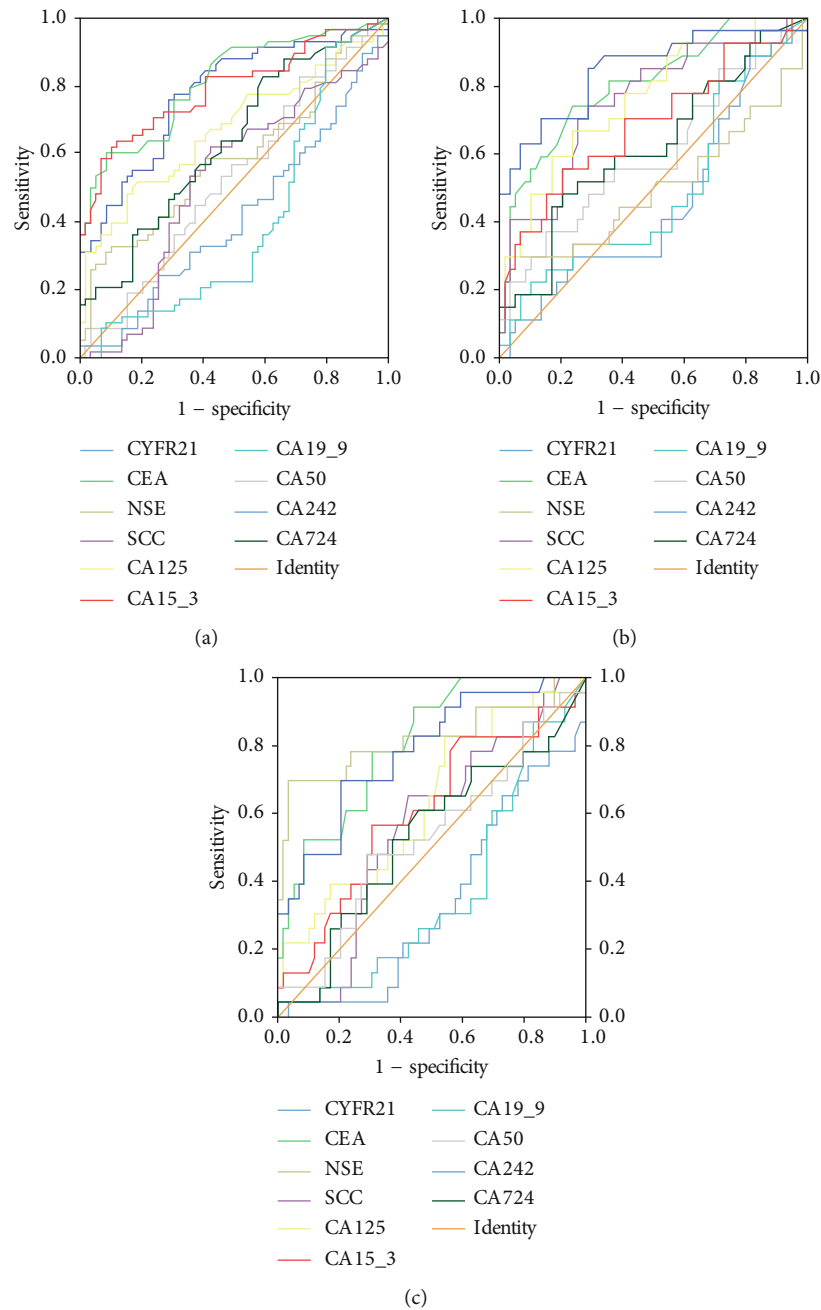 1.0
0.8
0.6
0.4
0.2
0.0
Sensitivity
0.0 0.2 0.4 0.6 0.8 1.0
1 − specificity
CYFR21
CEA
NSE
SCC
CA125
CA15_3
CA19_9
CA50
CA242
CA724
Identity
(a)
1.0
0.8
0.6
0.4
0.2
0.0
Sensitivity
0.0 0.2 0.4 0.6 0.8 1.0
1 − specificity
CYFR21
CEA
NSE
SCC
CA125
CA15_3
CA19_9
CA50
CA242
CA724
Identity
(b)
1.0
0.8
0.6
0.4
0.2
0.0
Sensitivity
1.0
0.8
0.6
0.4
0.2
0.0
0.0 0.2 0.4 0.6 0.8 1.0
1 − specificity
CYFR21
CEA
NSE
SCC
CA125
CA15_3
CA19_9
CA50
CA242
CA724
Identity
(c)